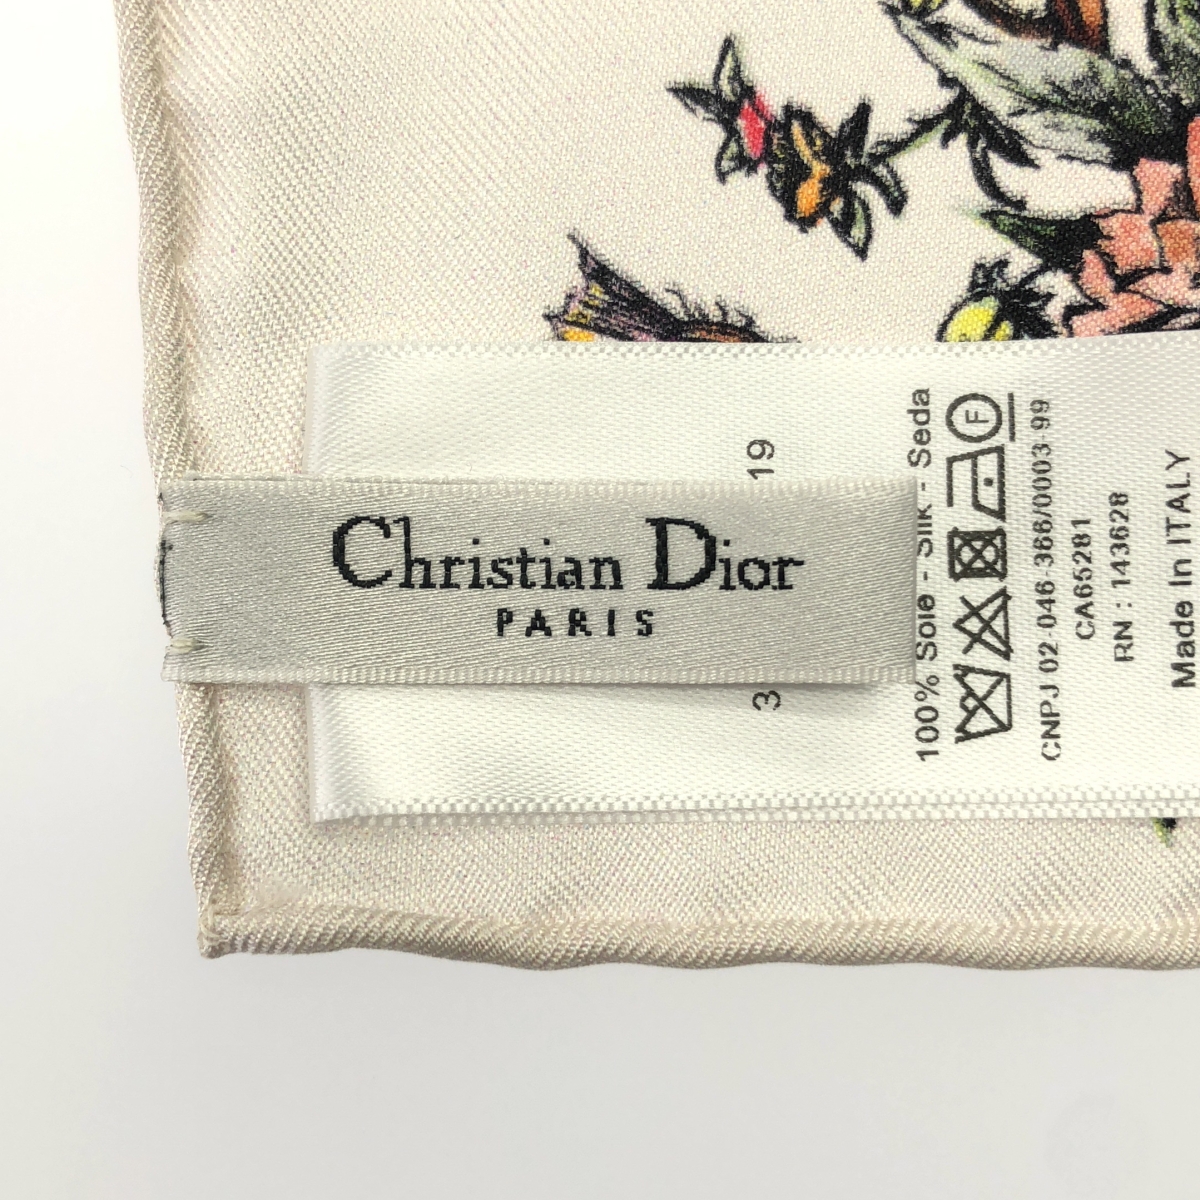 Christian Dior
PARIS
3
19
100% Soie - Silk - Seda
F
CNPJ 02-046-366/0003-99
CA65281
RN : 143628
Made In ITALY